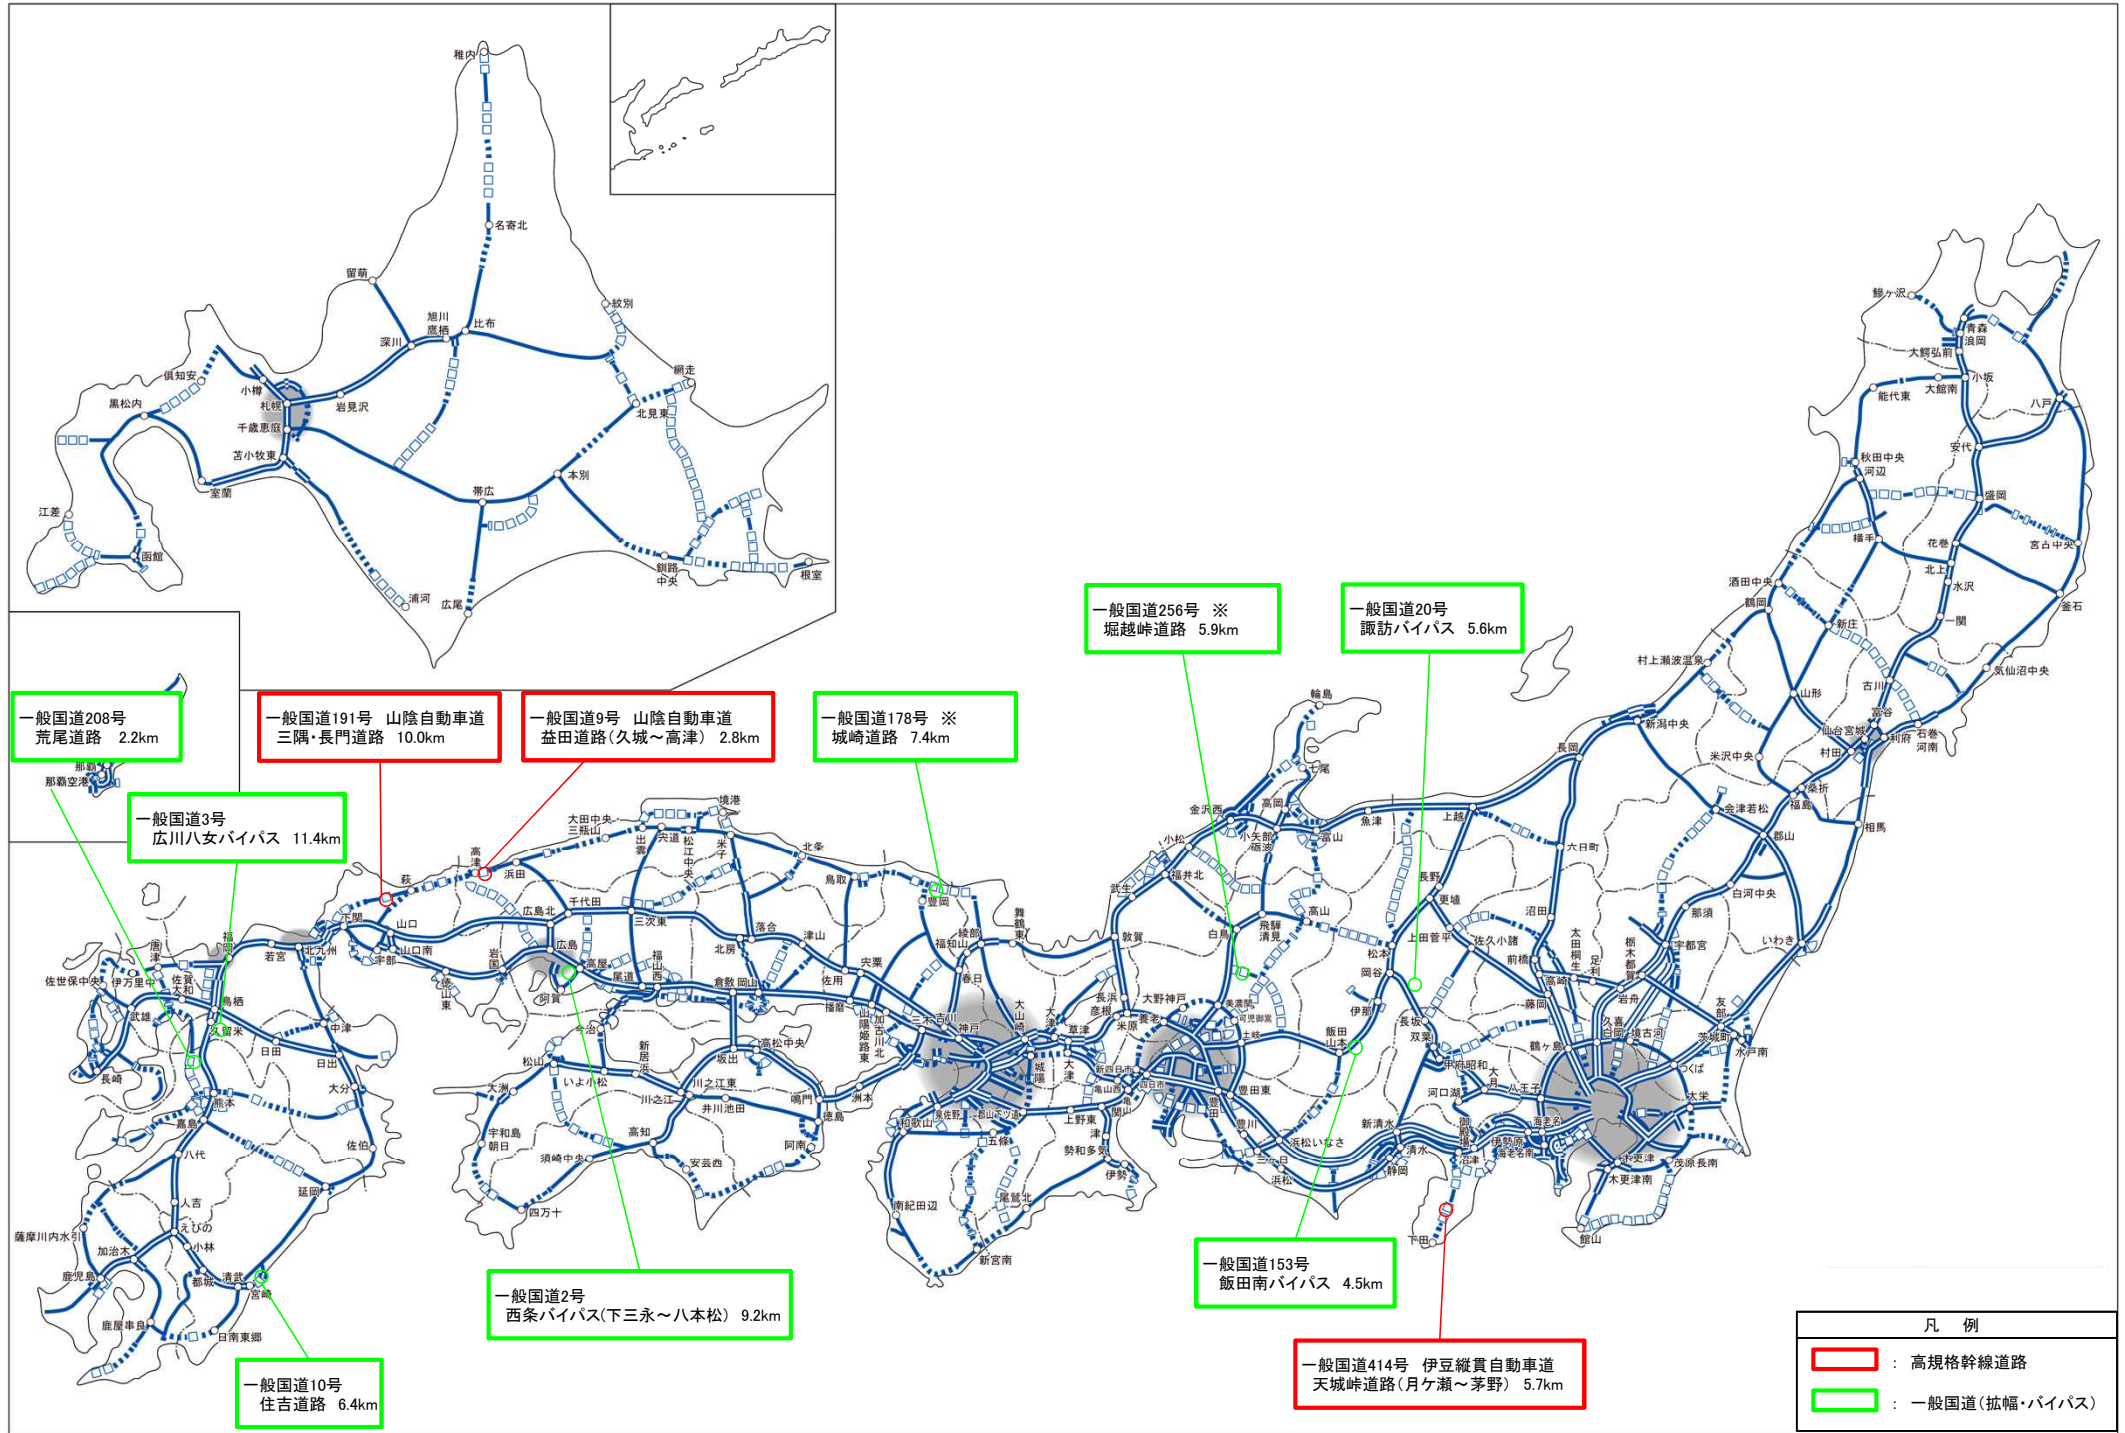 稚内
名寄北
留萌
紋別
旭川
鷹栖
比布
深川
網走
倶知安
小樽
黒松内
札幌
岩見沢
北見東
千歳恵庭
苫小牧東
室蘭
帯広
本別
江差
函館
浦河
広尾
釧路
中央
根室
那覇
那覇空港
一般国道208号
荒尾道路 2.2km
一般国道3号
広川八女バイパス 11.4km
一般国道191号 山陰自動車道
三隅・長門道路 10.0km
一般国道9号 山陰自動車道
益田道路(久城～高津) 2.8km
一般国道178号 ※
城崎道路 7.4km
一般国道256号 ※
堀越峠道路 5.9km
一般国道20号
諏訪バイパス 5.6km
鰺ヶ沢
青森
浪岡
大鰐弘前
小坂
大館南
能代東
八戸
安代
秋田中央
河辺
盛岡
横手
花巻
宮古中央
北上
水沢
酒田中央
鶴岡
釜石
一関
新庄
村上瀬波温泉
気仙沼中央
古川
山形
富谷
仙台宮城
利府
石巻
河南
村田
新潟中央
米沢中央
長岡
桑折
福島
会津若松
相馬
郡山
輪島
七尾
金沢西
高岡
小矢部
砺波
富山
魚津
上越
六日町
小松
福井北
武生
白河中央
那須
長野
更埴
沼田
いわき
高山
飛騨
清見
白鳥
上田菅平
佐久小諸
太田桐生
足利
栃木都賀
宇都宮
前橋
高崎
岩舟
松本
岡谷
藤岡
友部
伊那
茨城町
水戸南
久喜
白岡
境古河
鶴ヶ島
つくば
長坂
双葉
甲府昭和
大月
八王子
河口湖
大栄
御殿場
伊勢原
海老名
海老名南
木更津
木更津南
茂原長南
館山
新清水
清水
静岡
沼津
下田
飯田
山本
土岐
美濃関
可児御嵩
大野神戸
養老
豊田東
豊田
豊川
三ヶ日
浜松いなさ
浜松
境港
大田中央
三瓶山
出雲
宍道
松江中央
米子
北条
鳥取
高津
浜田
萩
豊岡
舞鶴東
綾部
福知山
春日
敦賀
長浜
彦根
米原
下関
山口
山口南
宇部
徳山東
岩国
広島北
千代田
広島
三次東
高屋
阿賀
尾道
福山西
北房
落合
津山
倉敷
岡山
佐用
宍粟
播磨
山陽姫路東
加古川北
三木
吉川
神戸
大山崎
大津
草津
大津
城陽
新四日市
四日市
亀山西
亀山
関
上野東
津
勢和多気
伊勢
泉佐野
郡山下ツ道
和歌山
五條
南紀田辺
尾鷲北
新宮南
今治
松山
いよ小松
新居浜
坂出
高松中央
川之江東
川之江
井川池田
鳴門
徳島
洲本
大洲
宇和島
朝日
高知
須崎中央
安芸西
阿南
四万十
福岡
若宮
北九州
唐津
佐世保中央
伊万里中
佐賀
大和
武雄
鳥栖
久留米
日田
中津
日出
大分
長崎
熊本
嘉島
佐伯
八代
延岡
人吉
えびの
小林
薩摩川内水引
加治木
鹿児島
都城
清武
宮崎
鹿屋串良
日南東郷
一般国道10号
住吉道路 6.4km
一般国道2号
西条バイパス(下三永～八本松) 9.2km
一般国道153号
飯田南バイパス 4.5km
一般国道414号 伊豆縦貫自動車道
天城峠道路(月ケ瀬～茅野) 5.7km
凡 例
： 高規格幹線道路
： 一般国道(拡幅・バイパス)